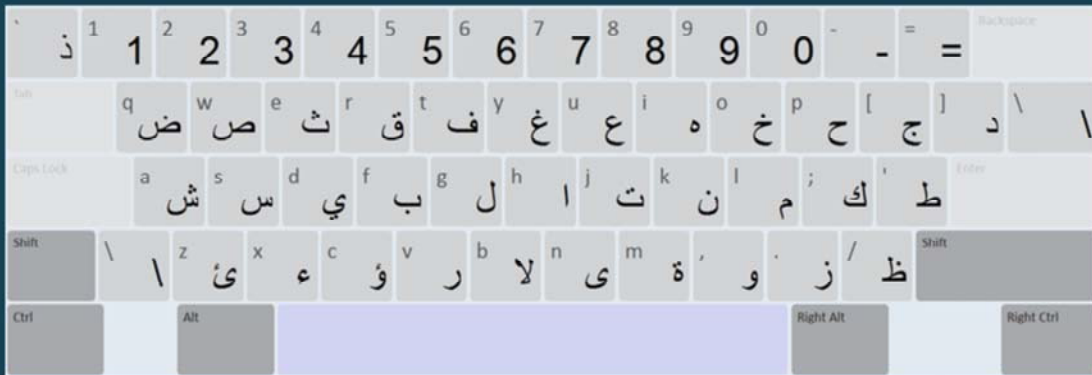 ` ذ 1 1 2 2 3 3 4 4 5 5 6 6 7 7 8 8 9 9 0 0 - - = = Backspace
Tab q ض w ص e ث r ق t ف y غ u ع i ه o خ p ح [ ج ] د \ \
Caps Lock a ش s س d ي f ب g ل h ا j ت k ن l م ; ك ' ط Enter
Shift \ \ z ئ x ء c ؤ v ر b لا n ى m ة , و . ز / ظ Shift
Ctrl Alt Right Alt Right Ctrl